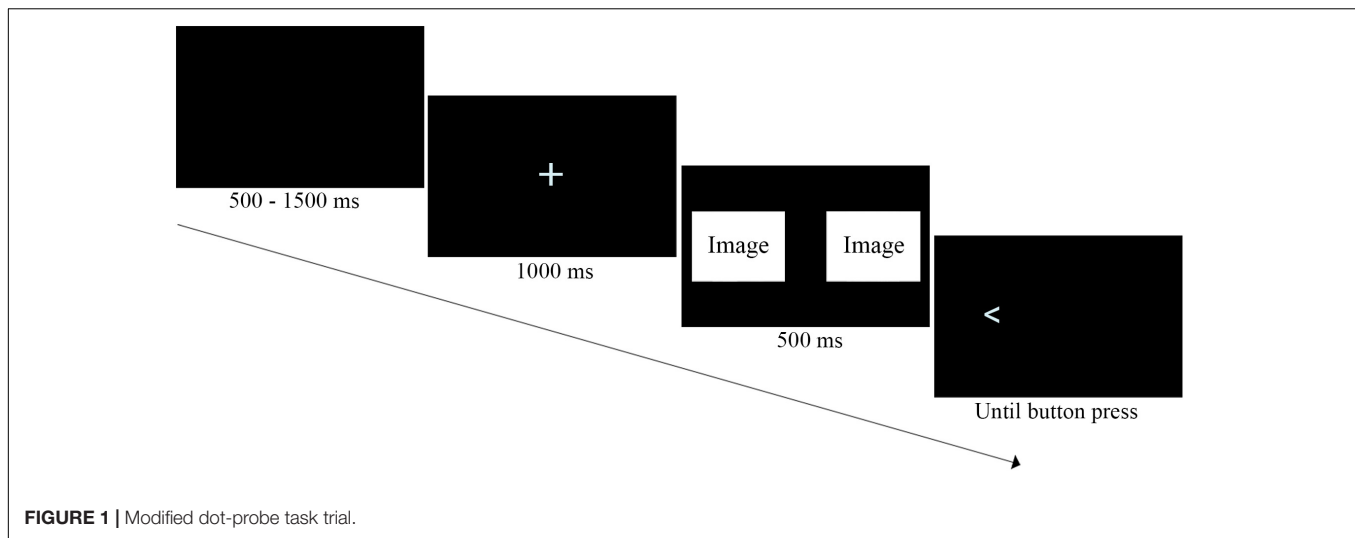 500 - 1500 ms
+
1000 ms
Image Image
500 ms
<
Until button press
FIGURE 1 | Modified dot-probe task trial.